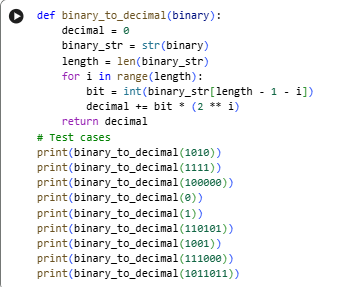 def binary_to_decimal(binary):
    decimal = 0
    binary_str = str(binary)
    length = len(binary_str)
    for i in range(length):
        bit = int(binary_str[length - 1 - i])
        decimal += bit * (2 ** i)
    return decimal
# Test cases
print(binary_to_decimal(1010))
print(binary_to_decimal(1111))
print(binary_to_decimal(100000))
print(binary_to_decimal(0))
print(binary_to_decimal(1))
print(binary_to_decimal(110101))
print(binary_to_decimal(1001))
print(binary_to_decimal(111000))
print(binary_to_decimal(1011011))